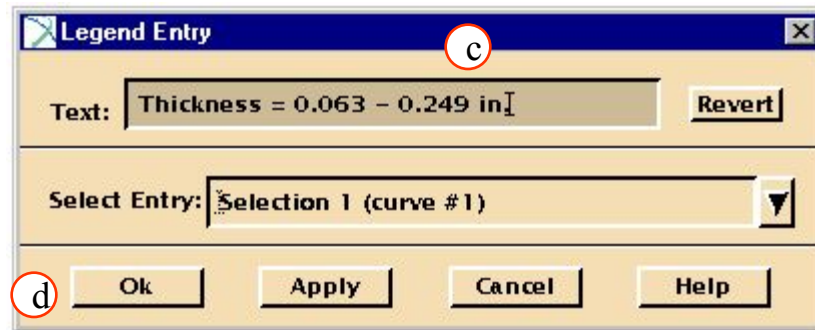 Legend Entry
c
Text: Thickness = 0.063 - 0.249 in. Revert
Select Entry: Selection 1 (curve #1)
d Ok Apply Cancel Help